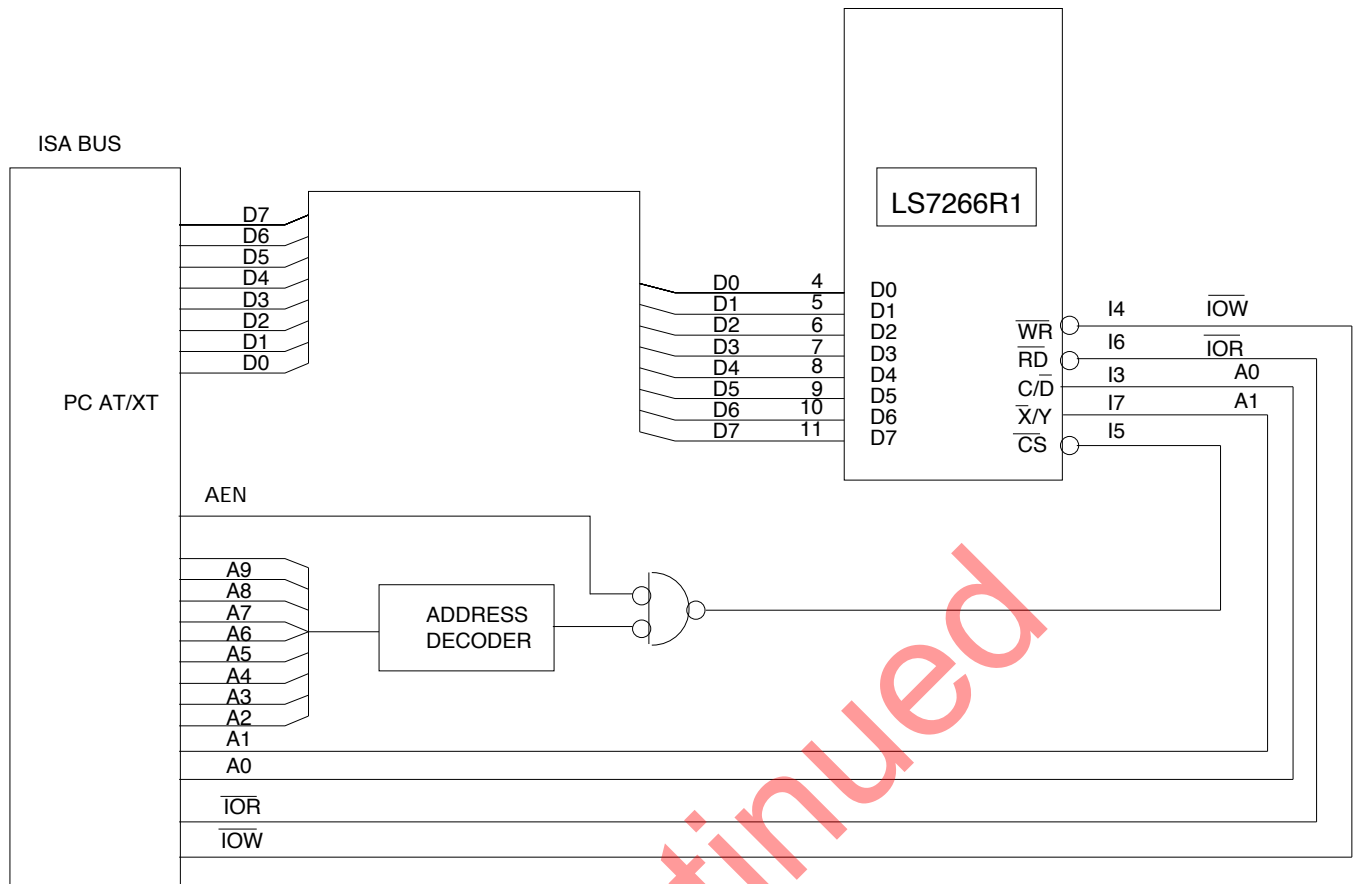 ISA BUS
PC AT/XT
D7
D6
D5
D4
D3
D2
D1
D0
AEN
A9
A8
A7
A6
A5
A4
A3
A2
A1
A0
IOR
IOW
ADDRESS
DECODER
D0 4
D1 5
D2 6
D3 7
D4 8
D5 9
D6 10
D7 11
LS7266R1
D0
D1
D2
D3
D4
D5
D6
D7
WR
RD
C/D
X/Y
CS
I4 IOW
I6 IOR
I3 A0
I7 A1
I5
tinued